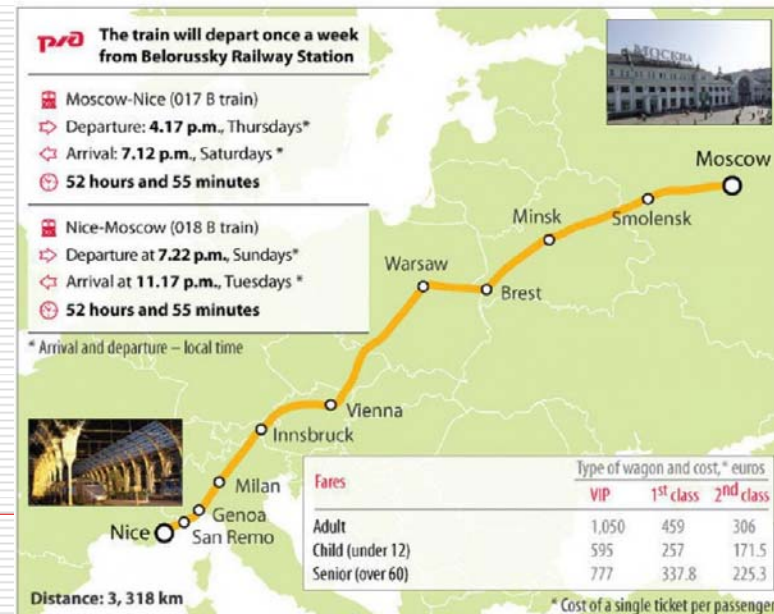 pжд
The train will depart once a week
from Belorussky Railway Station
Moscow-Nice (017 B train)
Departure: 4.17 p.m., Thursdays*
Arrival: 7.12 p.m., Saturdays *
52 hours and 55 minutes
Nice-Moscow (018 B train)
Departure at 7.22 p.m., Sundays*
Arrival at 11.17 p.m., Tuesdays *
52 hours and 55 minutes
* Arrival and departure – local time
МОСКВА
Moscow
Smolensk
Minsk
Brest
Warsaw
Vienna
Innsbruck
Milan
Genoa
San Remo
Nice
Distance: 3, 318 km
Fares Type of wagon and cost,* euros
VIP 1st class 2nd class
Adult 1,050 459 306
Child (under 12) 595 257 171.5
Senior (over 60) 777 337.8 225.3
* Cost of a single ticket per passenger